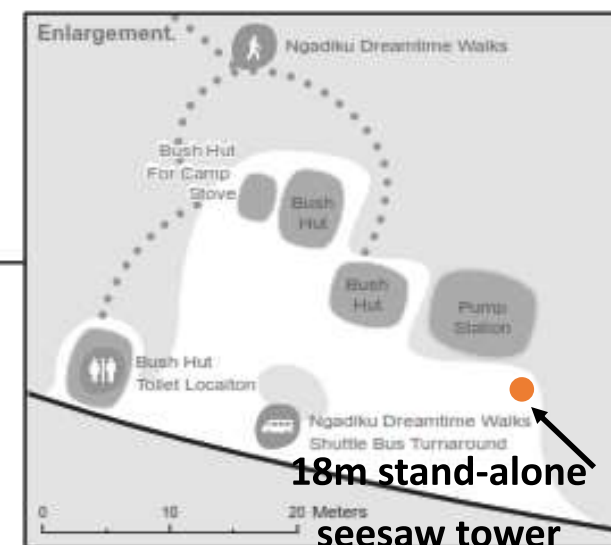 Enlargement.
Ngadiku Dreamtime Walks
Bush Hut
For Camp
Stove
Bush
Hut
Bush
Hut
Pump
Station
Bush Hut
Toilet Locaiton
Ngadiku Dreamtime Walks
Shuttle Bus Turnaround
18m stand-alone
seesaw tower
0 10 20 Meters